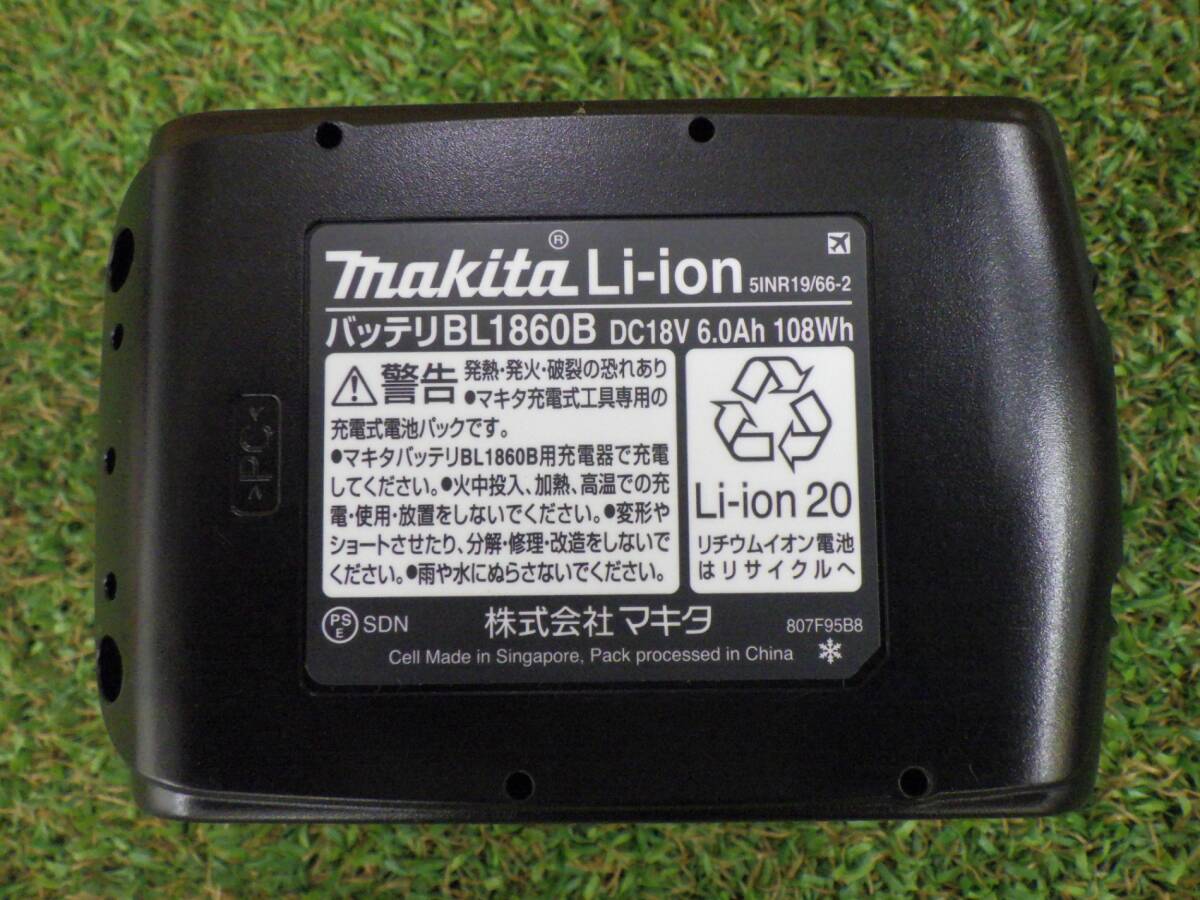 makita® Li-ion 5INR19/66-2
バッテリBL1860B DC18V 6.0Ah 108Wh
警告 発熱・発火・破裂の恐れあり
●マキタ充電式工具専用の
充電式電池パックです。
●マキタバッテリBL1860B用充電器で充電
してください。●火中投入、加熱、高温での充
電・使用・放置をしないでください。●変形や
ショートさせたり、分解・修理・改造をしないで
ください。●雨や水にぬらさないでください。
Li-ion 20
リチウムイオン電池
はリサイクルへ
PSE SDN 株式会社 マキタ 807F95B8
Cell Made in Singapore, Pack processed in China
>PC<